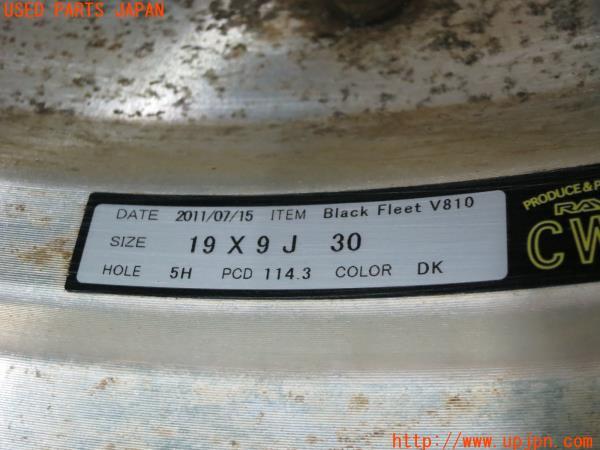 USED PARTS JAPAN
DATE 2011/07/15 ITEM Black Fleet V810
SIZE 19 X 9 J 30
HOLE 5H PCD 114.3 COLOR DK
PRODUCE & P
RAY
CW
http://www.upjpn.com